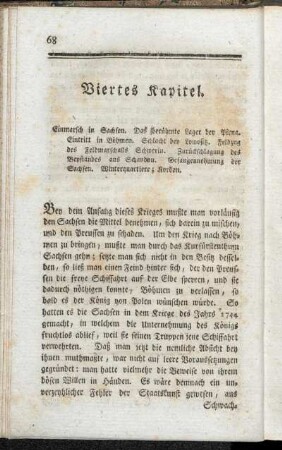 68
Viertes Kapitel.
Einmarsch in Sachsen. Das berühmte Lager bey Pirna.
Eintritt in Böhmen. Schlacht bey Lowositz. Feldzug
des Feldmarschalls Schwerin. Zurückschlagung des
Beystandes aus Schandau. Gefangennehmung der
Sachsen. Winterquartiere; Kordon.
Bey dem Anfang dieses Krieges mußte man vorläufig
den Sachsen die Mittel benehmen, sich darein zu mischen,
und den Preussen zu schaden. Um den Krieg nach Böh-
men zu bringen, mußte man durch das Kursürstenthum
Sachsen gehn; setzte man sich nicht in den Besitz dessel-
ben, so ließ man einen Feind hinter sich, der den Preus-
sen die freye Schiffahrt auf der Elbe sperren, und sie
dadurch nöthigen konnte, Böhmen zu verlassen, so
bald es der König von Polen wünschen würde. So
hatten es die Sachsen in dem Kriege des Jahrs 1744
gemacht, in welchem die Unternehmung des Königs
fruchtlos ablief, weil sie seinen Truppen jene Schiffahrt
verwehrten. Daß man jetzt die nemliche Absicht bey
ihnen muthmaßte, war nicht auf leere Voraussetzungen
gegründet: man hatte vielmehr die Beweise von ihrem
bösen Willen in Händen. Es wäre demnach ein un-
verzeyhlicher Fehler der Staatskunst gewesen, aus
Schwach-